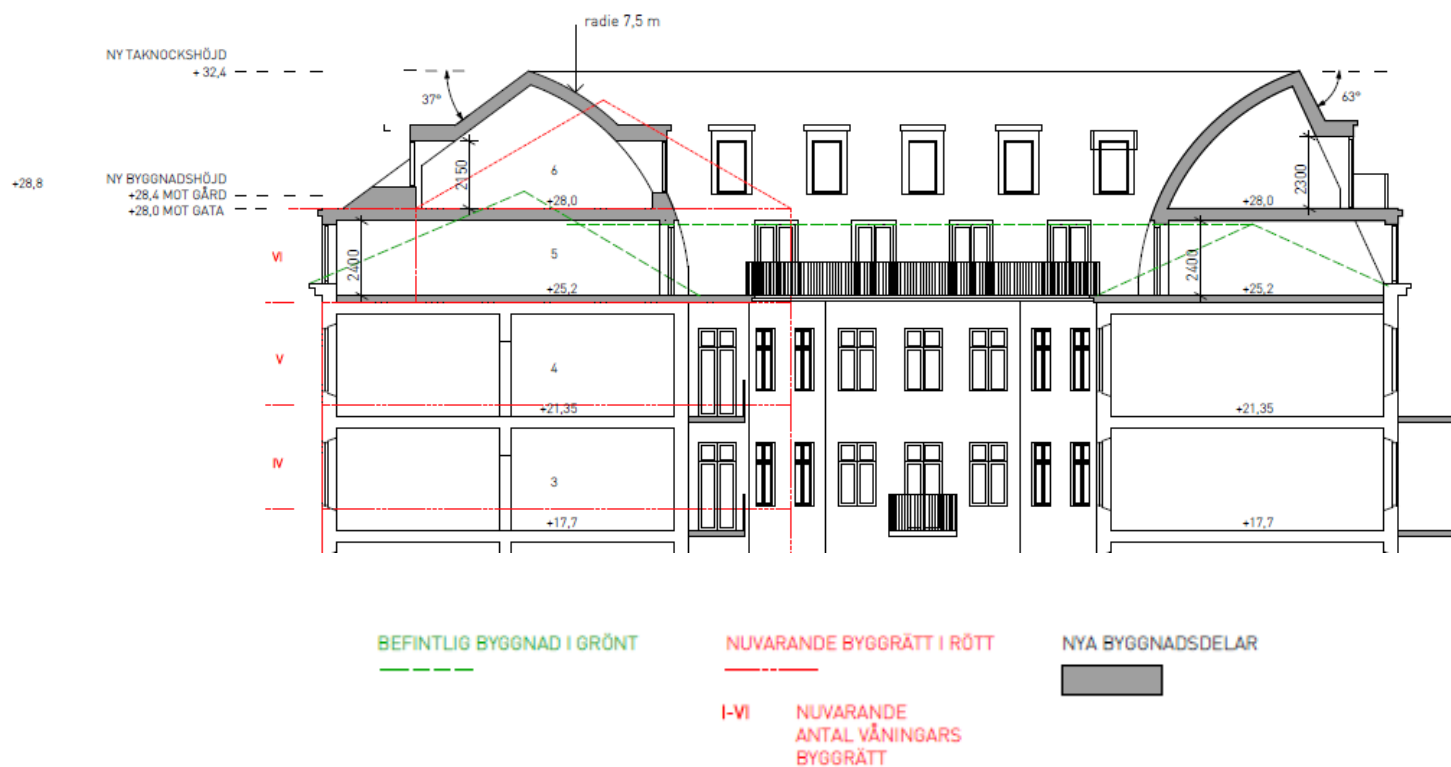 radie 7,5 m
NY TAKNOCKSHÖJD
+ 32,4
37°
63°
2150
6
2300
+28,8
NY BYGGNADSHÖJD
+28,4 MOT GÅRD
+28,0 MOT GATA
+28,0
+28,0
VI
2400
5
2400
+25,2
+25,2
V
4
+21,35
+21,35
IV
3
+17,7
+17,7
BEFINTLIG BYGGNAD I GRÖNT
NUVARANDE BYGGRÄTT I RÖTT
NYA BYGGNADSDELAR
I-VI
NUVARANDE
ANTAL VÅNINGARS
BYGGRÄTT